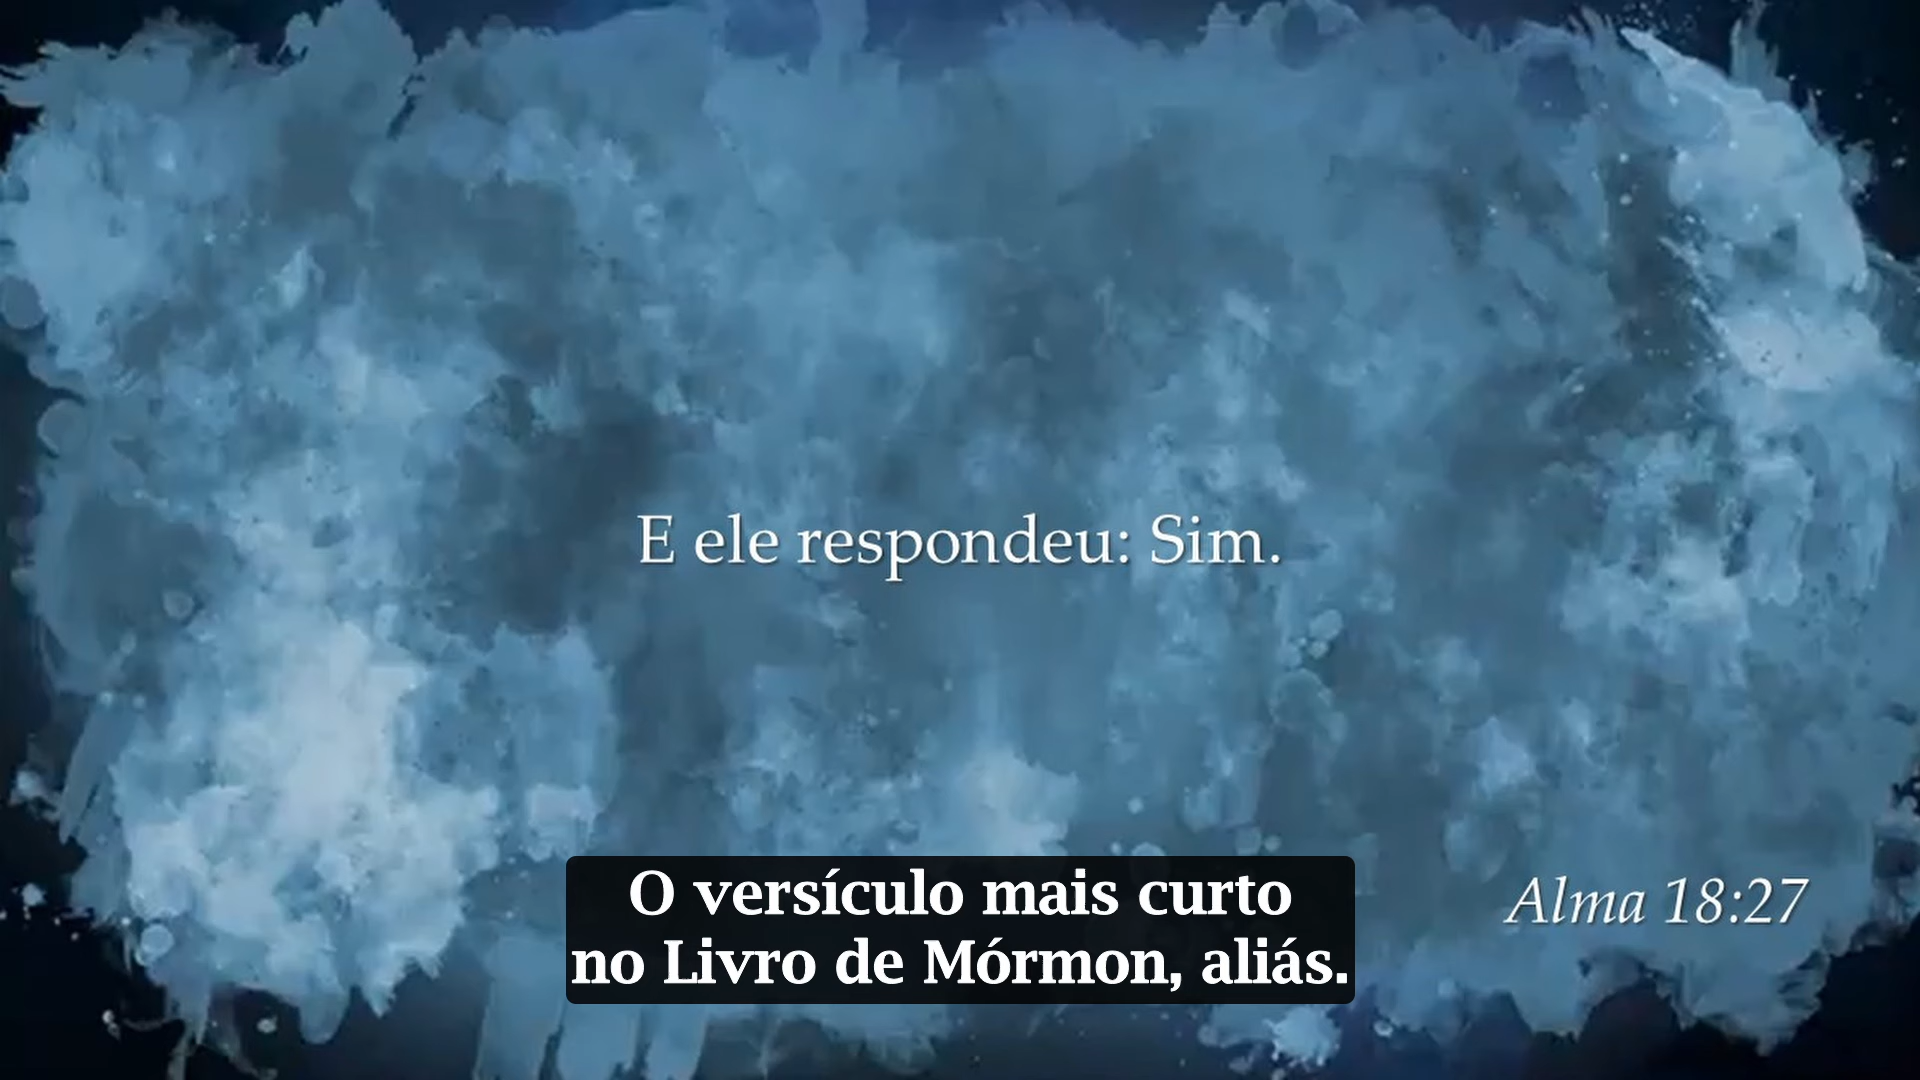 E ele respondeu: Sim.
Alma 18:27
O versículo mais curto
no Livro de Mórmon, aliás.